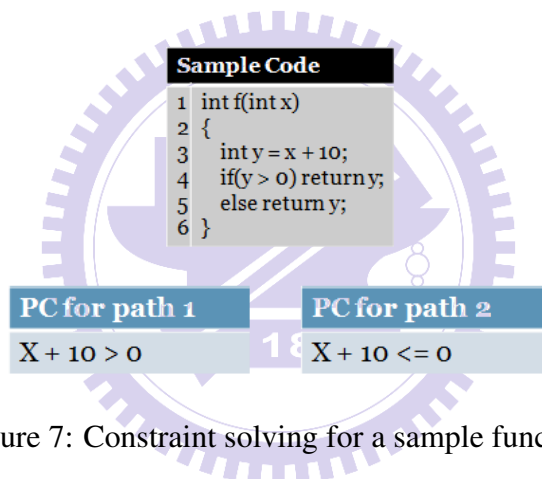 Sample Code
1 int f(int x)
2 {
3 int y = x + 10;
4 if(y > 0) return y;
5 else return y;
6 }
PC for path 1
X + 10 > 0
PC for path 2
X + 10 <= 0
18
ure 7: Constraint solving for a sample func